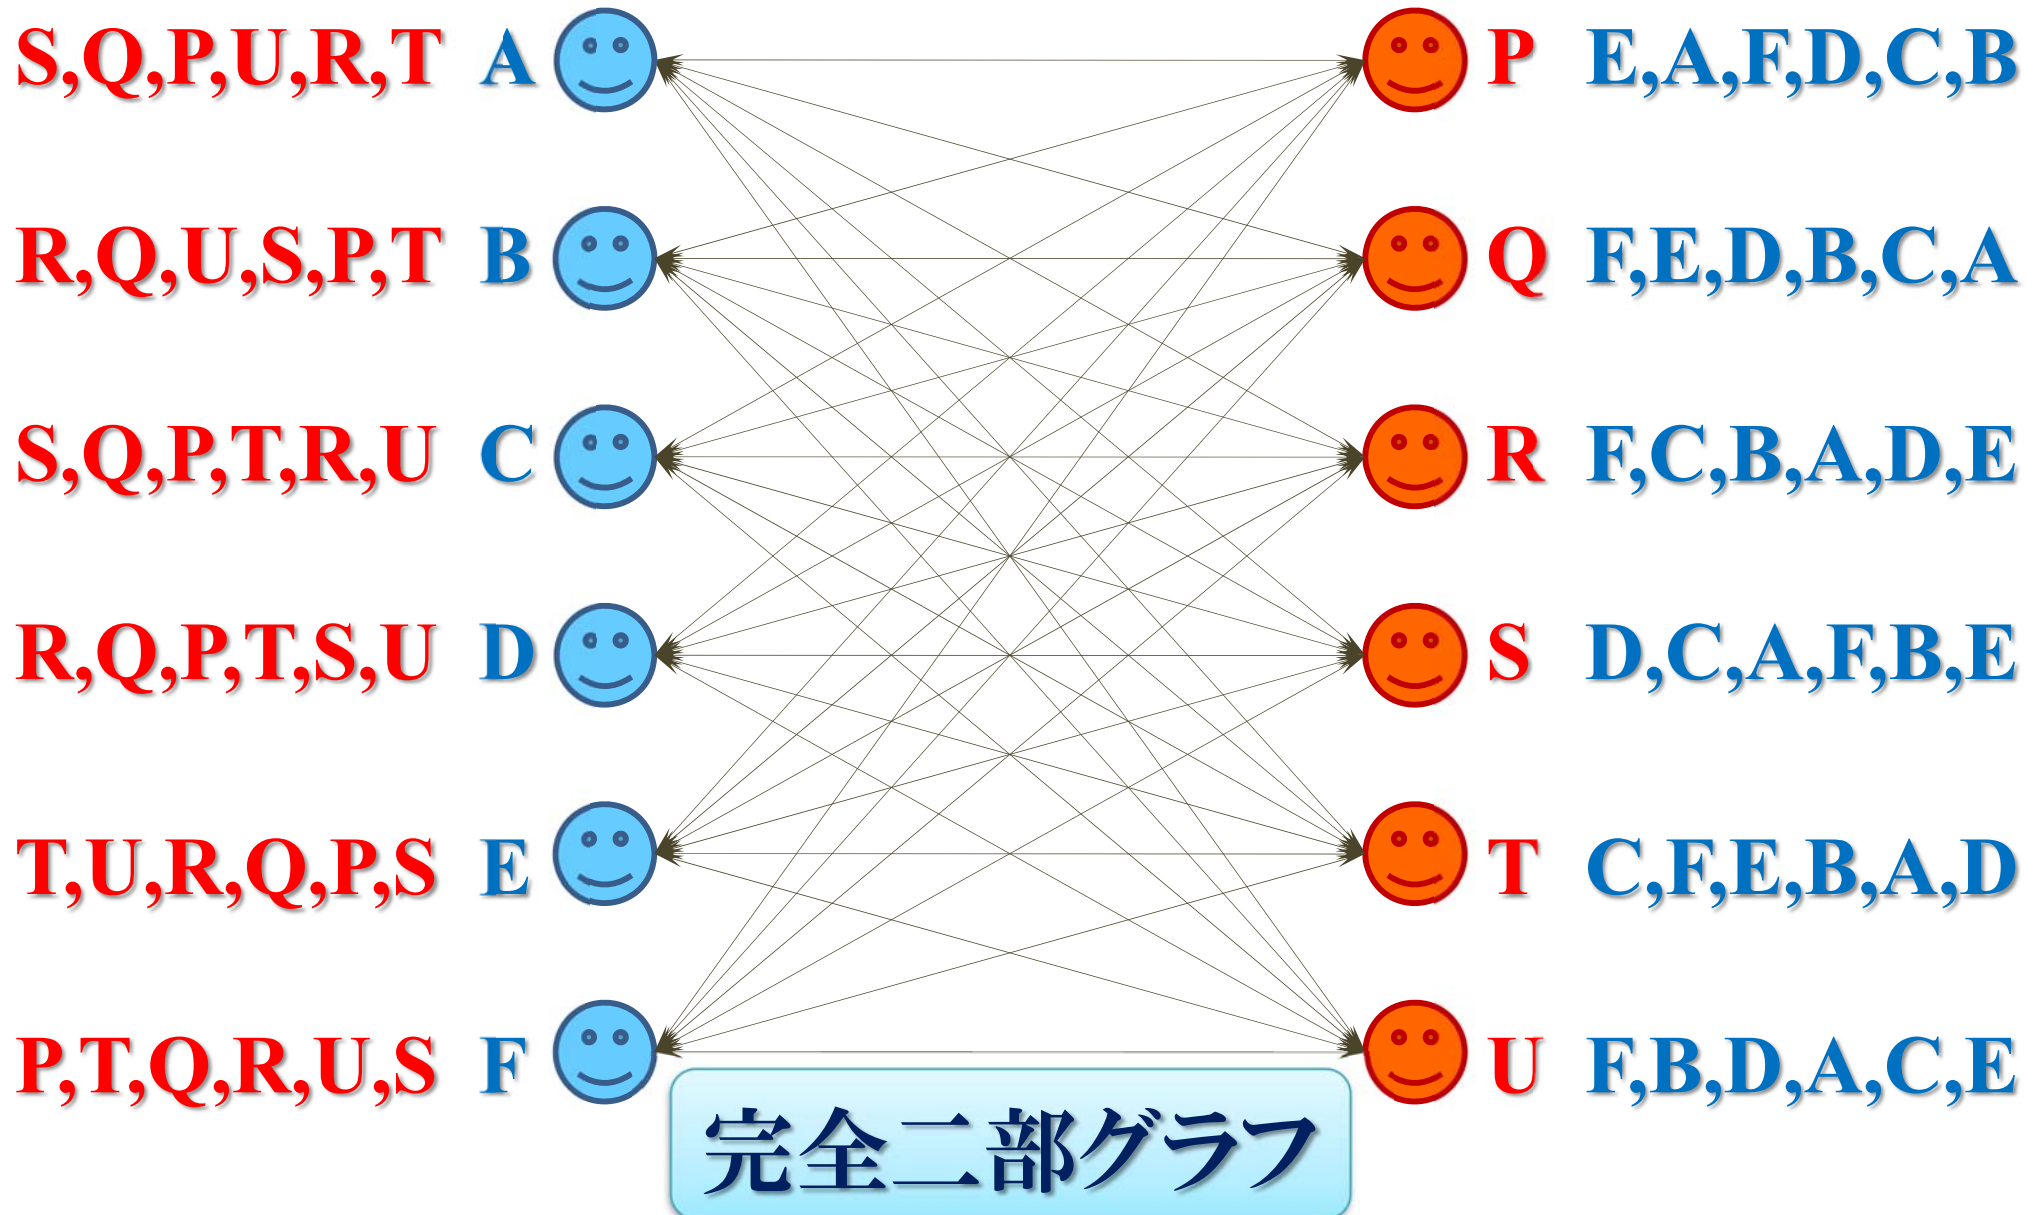 S,Q,P,U,R,T A P E,A,F,D,C,B
R,Q,U,S,P,T B Q F,E,D,B,C,A
S,Q,P,T,R,U C R F,C,B,A,D,E
R,Q,P,T,S,U D S D,C,A,F,B,E
T,U,R,Q,P,S E T C,F,E,B,A,D
P,T,Q,R,U,S F U F,B,D,A,C,E
完全二部グラフ